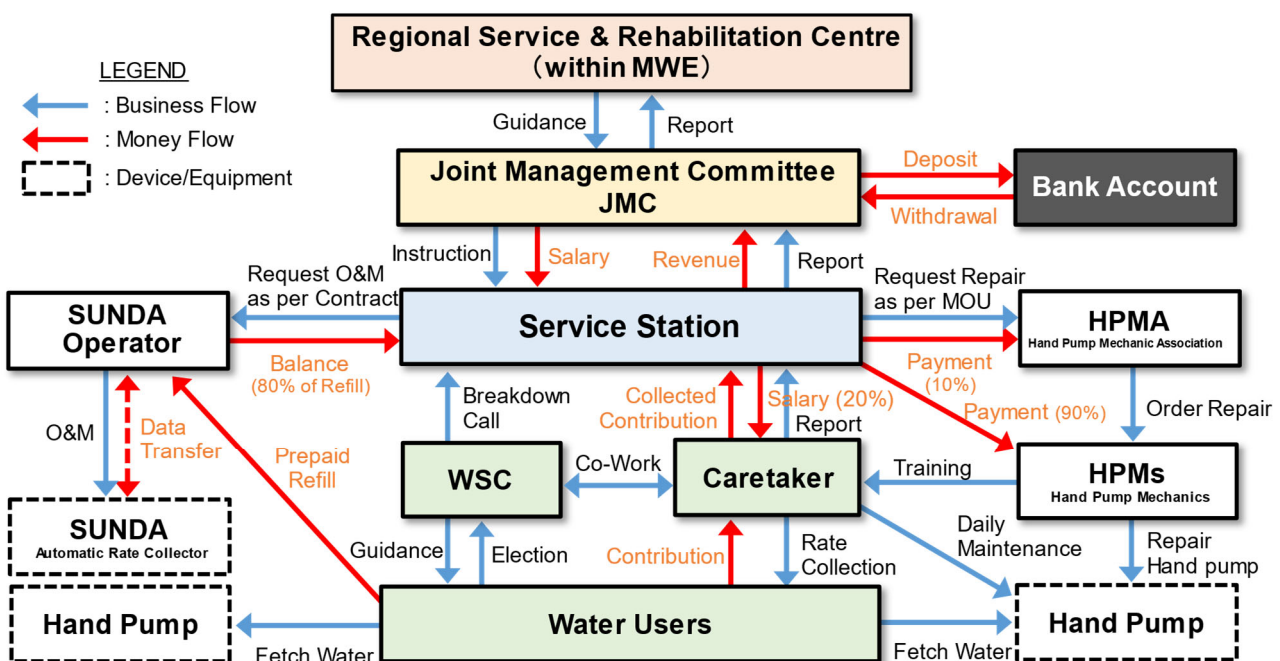 Regional Service & Rehabilitation Centre
(within MWE)
LEGEND
: Business Flow
: Money Flow
: Device/Equipment
Guidance
Report
Joint Management Committee
JMC
Deposit
Withdrawal
Bank Account
Instruction
Salary
Revenue
Report
Request O&M
as per Contract
Request Repair
as per MOU
SUNDA
Operator
Service Station
HPMA
Hand Pump Mechanic Association
Balance
(80% of Refill)
Payment
(10%)
Payment (90%)
Breakdown
Call
Collected
Contribution
Salary (20%)
Report
Order Repair
O&M
Data
Transfer
Prepaid
Refill
WSC
Co-Work
Caretaker
Training
HPMs
Hand Pump Mechanics
SUNDA
Automatic Rate Collector
Guidance
Election
Contribution
Rate
Collection
Daily
Maintenance
Repair
Hand pump
Hand Pump
Water Users
Hand Pump
Fetch Water
Fetch Water